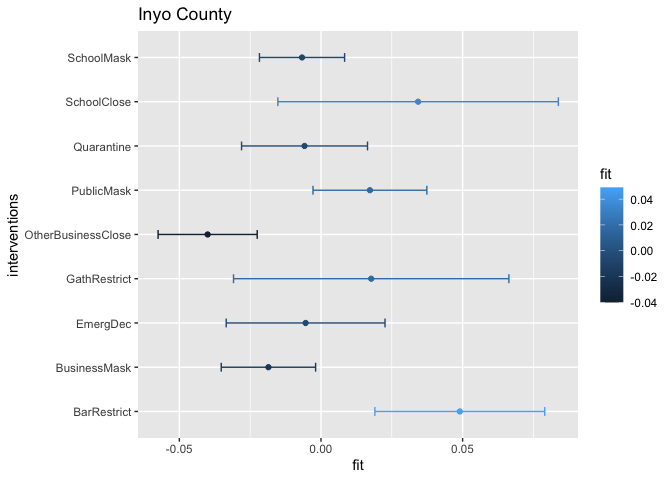 Inyo County
interventions
SchoolMask
SchoolClose
Quarantine
PublicMask
OtherBusinessClose
GathRestrict
EmergDec
BusinessMask
BarRestrict
-0.05
0.00
0.05
fit
fit
0.04
0.02
0.00
-0.02
-0.04